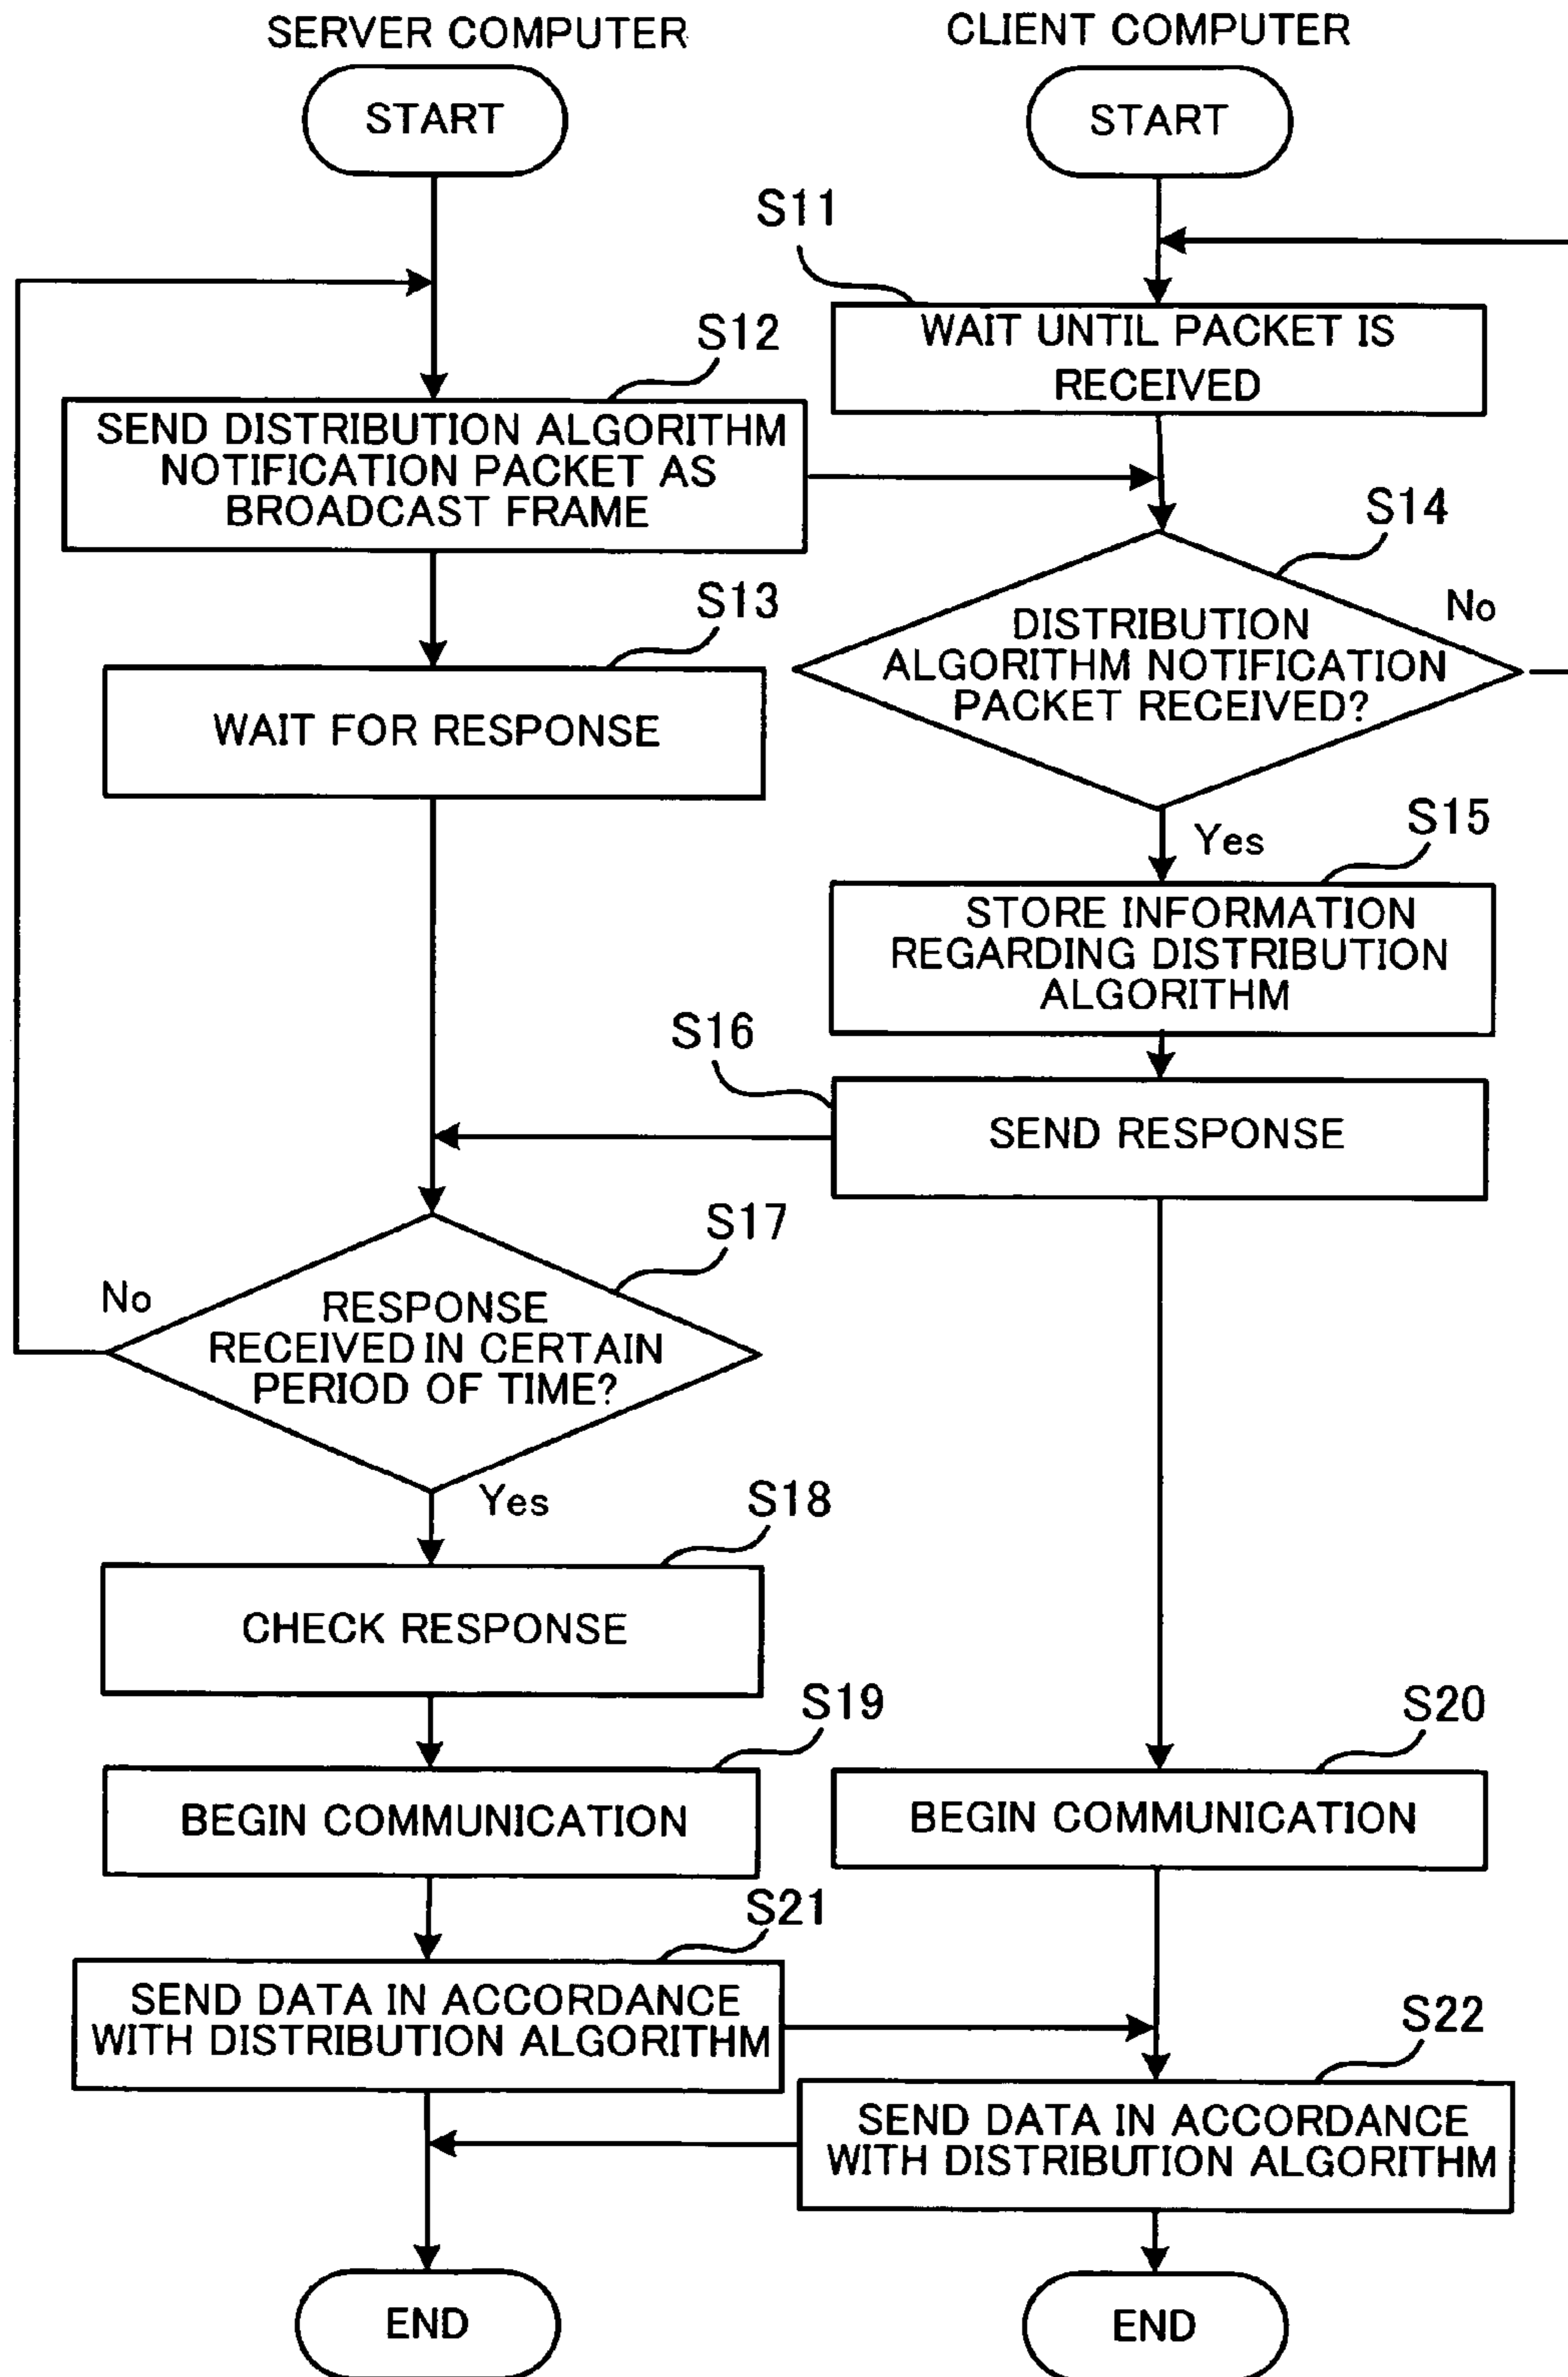 SERVER COMPUTER
CLIENT COMPUTER
START
START
S11
WAIT UNTIL PACKET IS
RECEIVED
S12
SEND DISTRIBUTION ALGORITHM
NOTIFICATION PACKET AS
BROADCAST FRAME
S14
DISTRIBUTION
ALGORITHM NOTIFICATION
PACKET RECEIVED?
No
Yes
S13
WAIT FOR RESPONSE
S15
STORE INFORMATION
REGARDING DISTRIBUTION
ALGORITHM
S16
SEND RESPONSE
S17
RESPONSE
RECEIVED IN CERTAIN
PERIOD OF TIME?
No
Yes
S18
CHECK RESPONSE
S19
BEGIN COMMUNICATION
S20
BEGIN COMMUNICATION
S21
SEND DATA IN ACCORDANCE
WITH DISTRIBUTION ALGORITHM
S22
SEND DATA IN ACCORDANCE
WITH DISTRIBUTION ALGORITHM
END
END